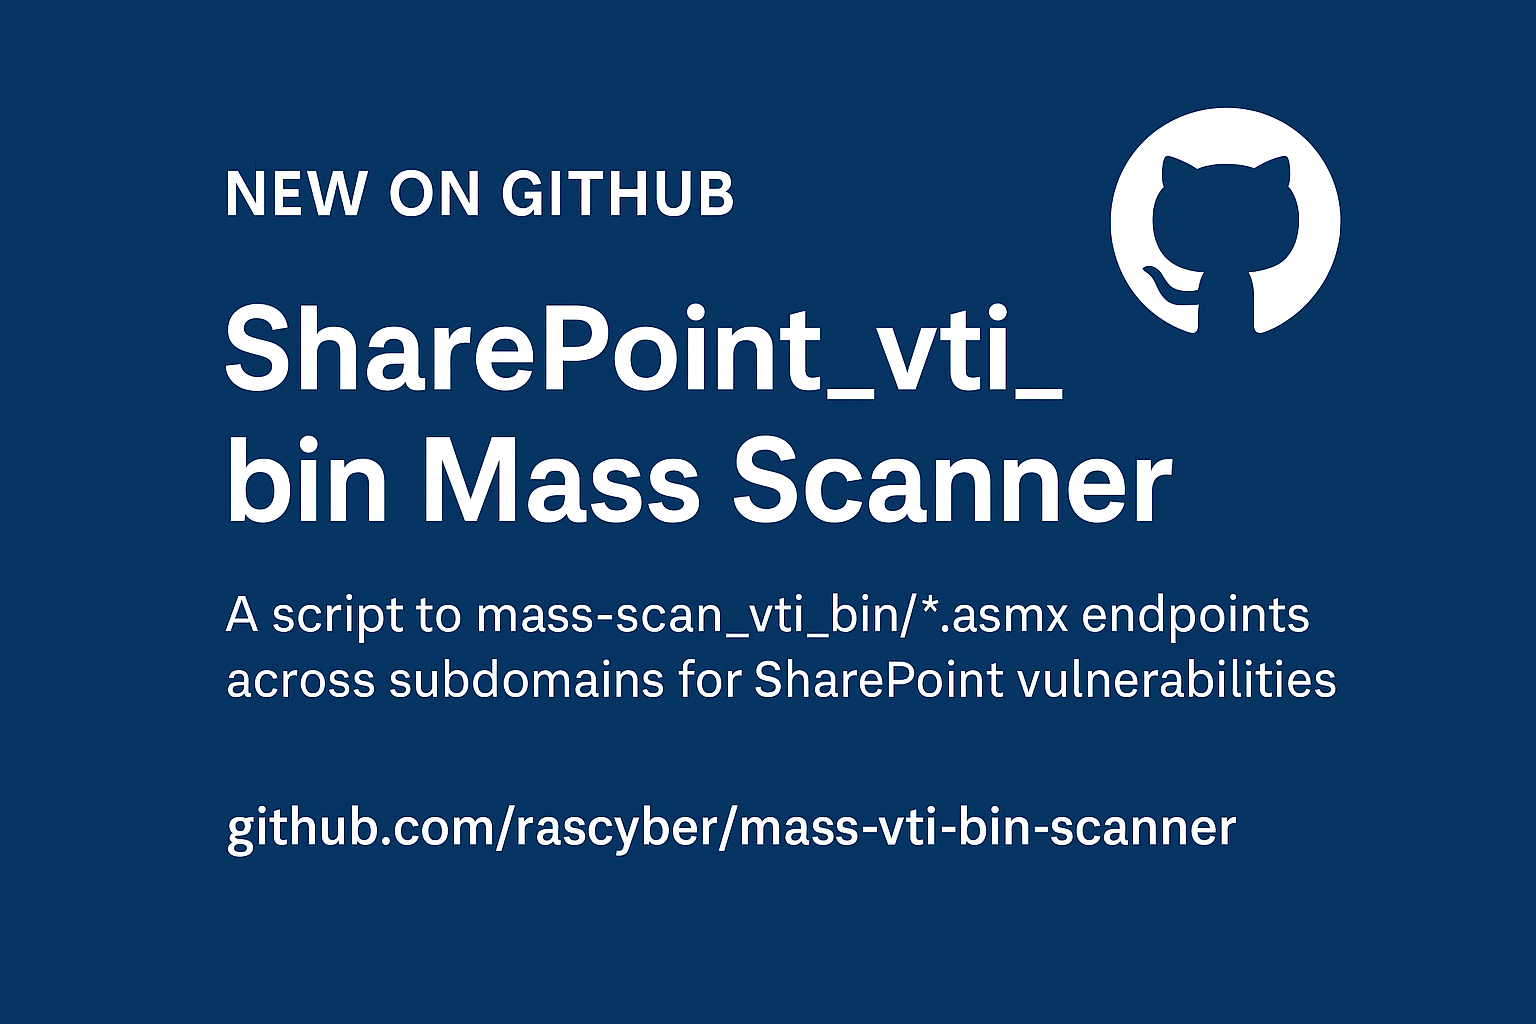 NEW ON GITHUB
SharePoint_vti_
bin Mass Scanner
A script to mass-scan_vti_bin/*.asmx endpoints
across subdomains for SharePoint vulnerabilities
github.com/rascyber/mass-vti-bin-scanner